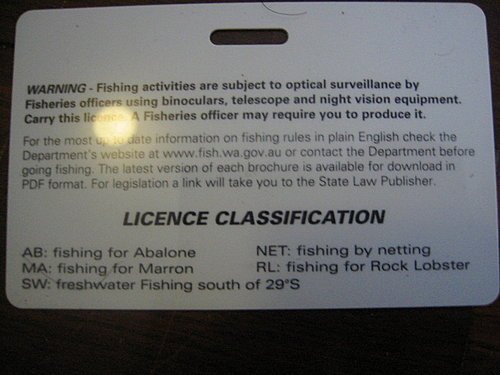 WARNING - Fishing activities are subject to optical surveillance by
Fisheries officers using binoculars, telescope and night vision equipment.
Carry this licence. A Fisheries officer may require you to produce it.
For the most up to date information on fishing rules in plain English check the
Department's website at www.fish.wa.gov.au or contact the Department before
going fishing. The latest version of each brochure is available for download in
PDF format. For legislation a link will take you to the State Law Publisher.
LICENCE CLASSIFICATION
AB: fishing for Abalone
MA: fishing for Marron
SW: freshwater Fishing south of 29°S
NET: fishing by netting
RL: fishing for Rock Lobster